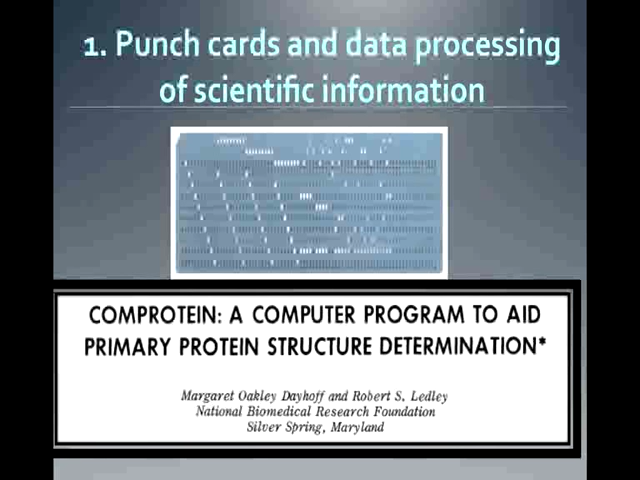 1. Punch cards and data processing
of scientific information
COMPROTEIN: A COMPUTER PROGRAM TO AID
PRIMARY PROTEIN STRUCTURE DETERMINATION*
Margaret Oakley Dayhoff and Robert S. Ledley
National Biomedical Research Foundation
Silver Spring, Maryland